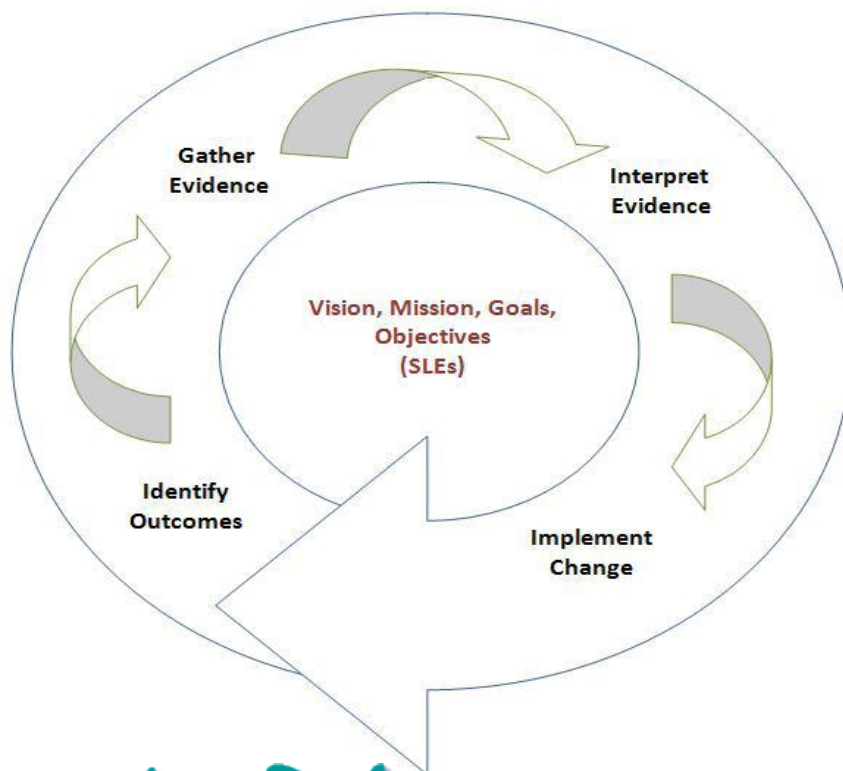 Gather
Evidence
Interpret
Evidence
Vision, Mission, Goals,
Objectives
(SLEs)
Identify
Outcomes
Implement
Change